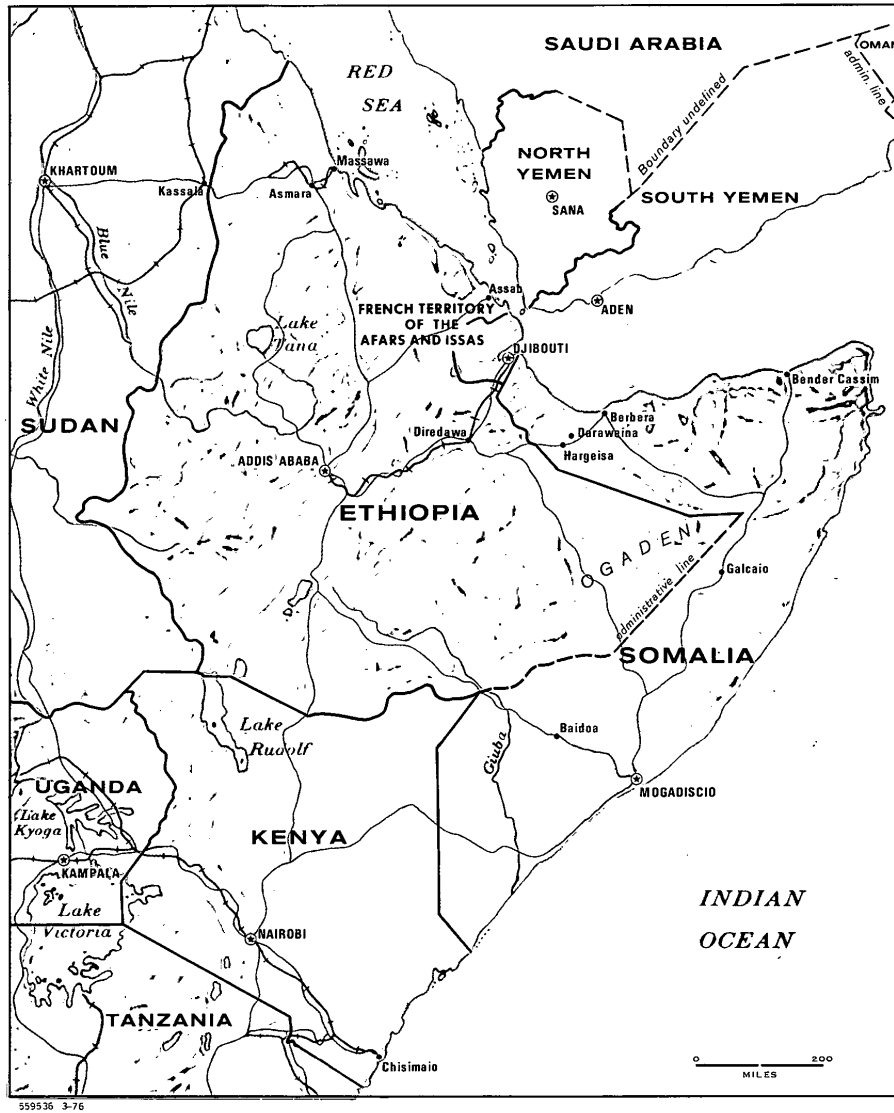 SAUDI ARABIA
OMAN
admin. line
RED
SEA
Boundary undefined
NORTH
YEMEN
SANA
SOUTH YEMEN
KHARTOUM
Kassala
Asmara
Massawa
Blue
Nile
White Nile
Assab
ADEN
FRENCH TERRITORY
OF THE
AFARS AND ISSAS
Lake
Tana
DJIBOUTI
Bender Cassim
SUDAN
Diredawa
Berbera
Daraweina
Hargeisa
ADDIS ABABA
ETHIOPIA
OGADEN
Galcaio
administrative line
SOMALIA
Lake
Rudolf
Baidoa
Giuba
MOGADISCIO
UGANDA
Lake
Kyoga
KENYA
KAMPALA
Lake
Victoria
NAIROBI
INDIAN
OCEAN
TANZANIA
Chisimaio
0 200
MILES
559536 3-76